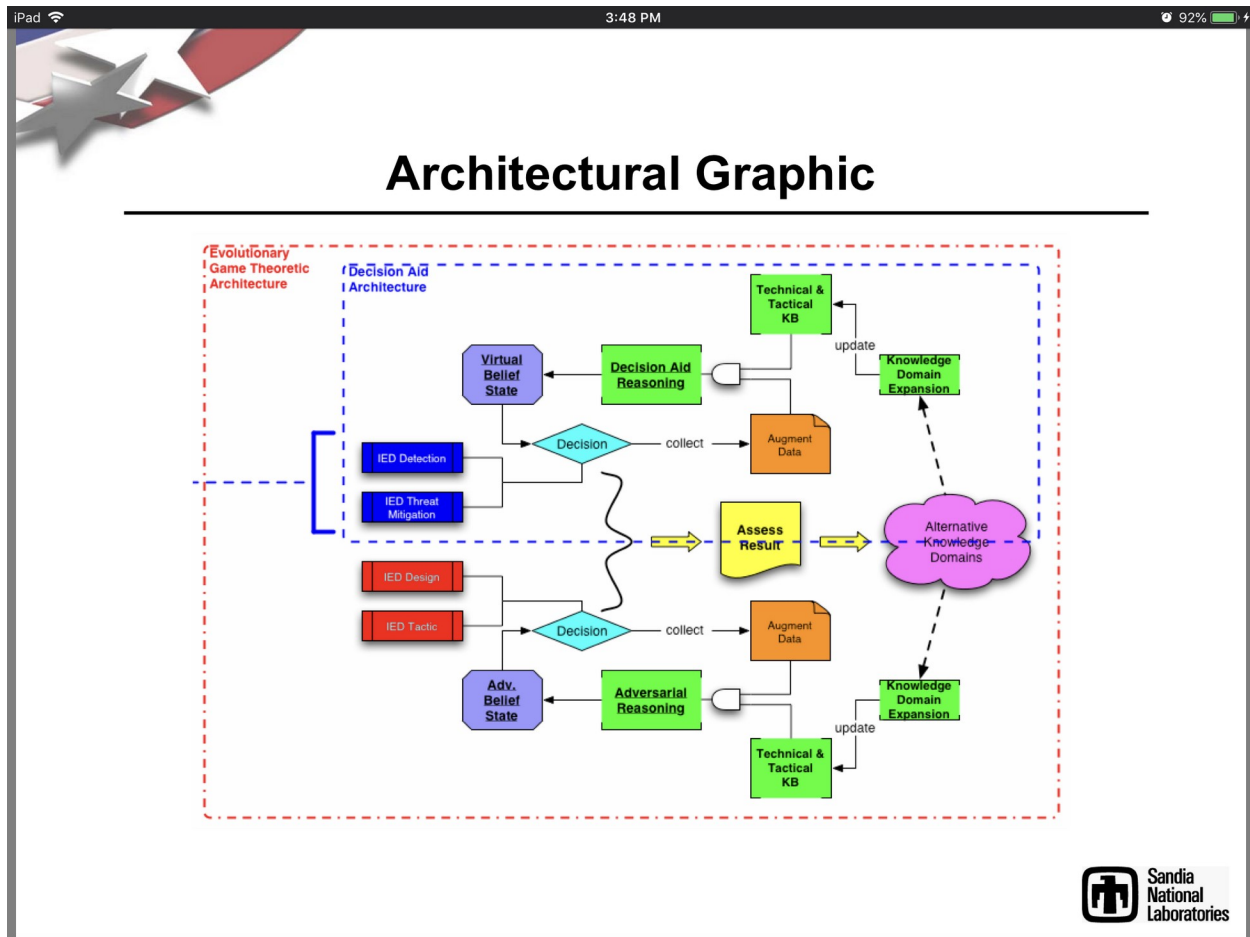 iPad
3:48 PM
92%
Architectural Graphic
Evolutionary
Game Theoretic
Architecture
Decision Aid
Architecture
Technical &
Tactical
KB
update
Knowledge
Domain
Expansion
Virtual
Belief
State
Decision Aid
Reasoning
Decision
collect
Augment
Data
IED Detection
IED Threat
Mitigation
Assess
Result
Alternative
Knowledge
Domains
IED Design
IED Tactic
Decision
collect
Augment
Data
Adv.
Belief
State
Adversarial
Reasoning
Knowledge
Domain
Expansion
update
Technical &
Tactical
KB
Sandia
National
Laboratories